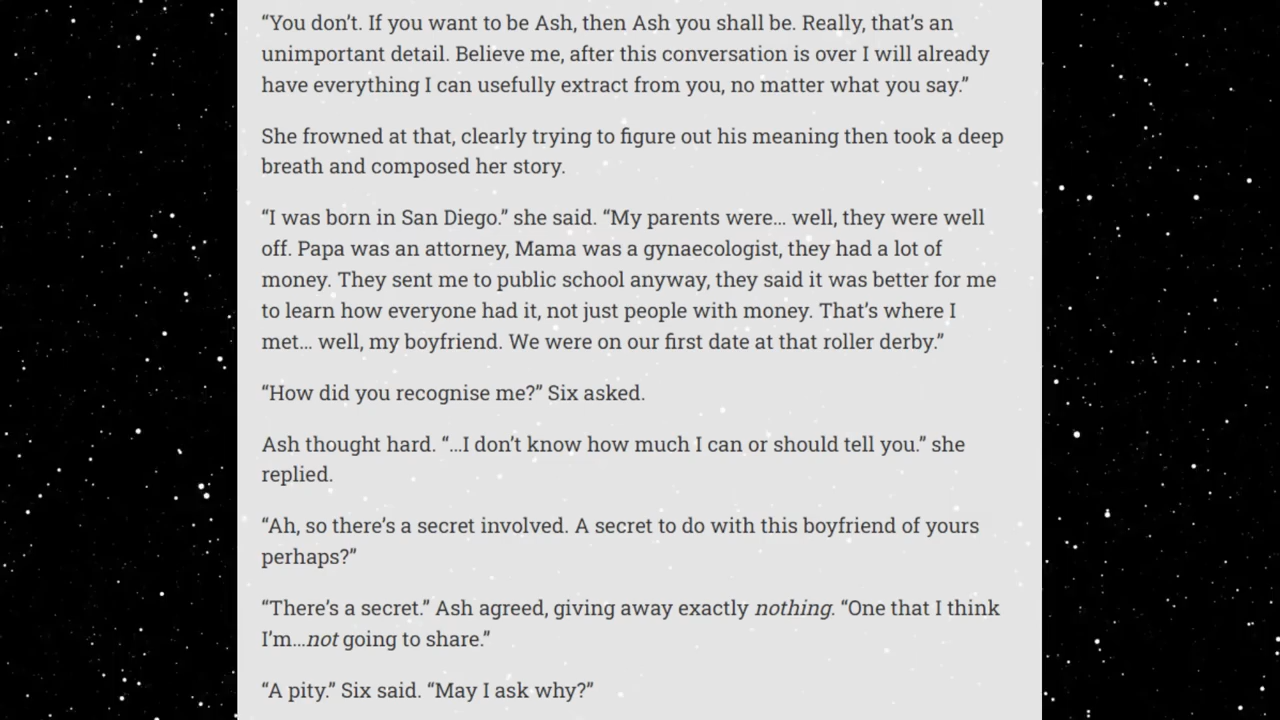 “You don’t. If you want to be Ash, then Ash you shall be. Really, that’s an
unimportant detail. Believe me, after this conversation is over I will already
have everything I can usefully extract from you, no matter what you say.”
She frowned at that, clearly trying to figure out his meaning then took a deep
breath and composed her story.
“I was born in San Diego.” she said. “My parents were… well, they were well
off. Papa was an attorney, Mama was a gynaecologist, they had a lot of
money. They sent me to public school anyway, they said it was better for me
to learn how everyone had it, not just people with money. That’s where I
met… well, my boyfriend. We were on our first date at that roller derby.”
“How did you recognise me?” Six asked.
Ash thought hard. “…I don’t know how much I can or should tell you.” she
replied.
“Ah, so there’s a secret involved. A secret to do with this boyfriend of yours
perhaps?”
“There’s a secret.” Ash agreed, giving away exactly nothing. “One that I think
I’m…not going to share.”
“A pity.” Six said. “May I ask why?”